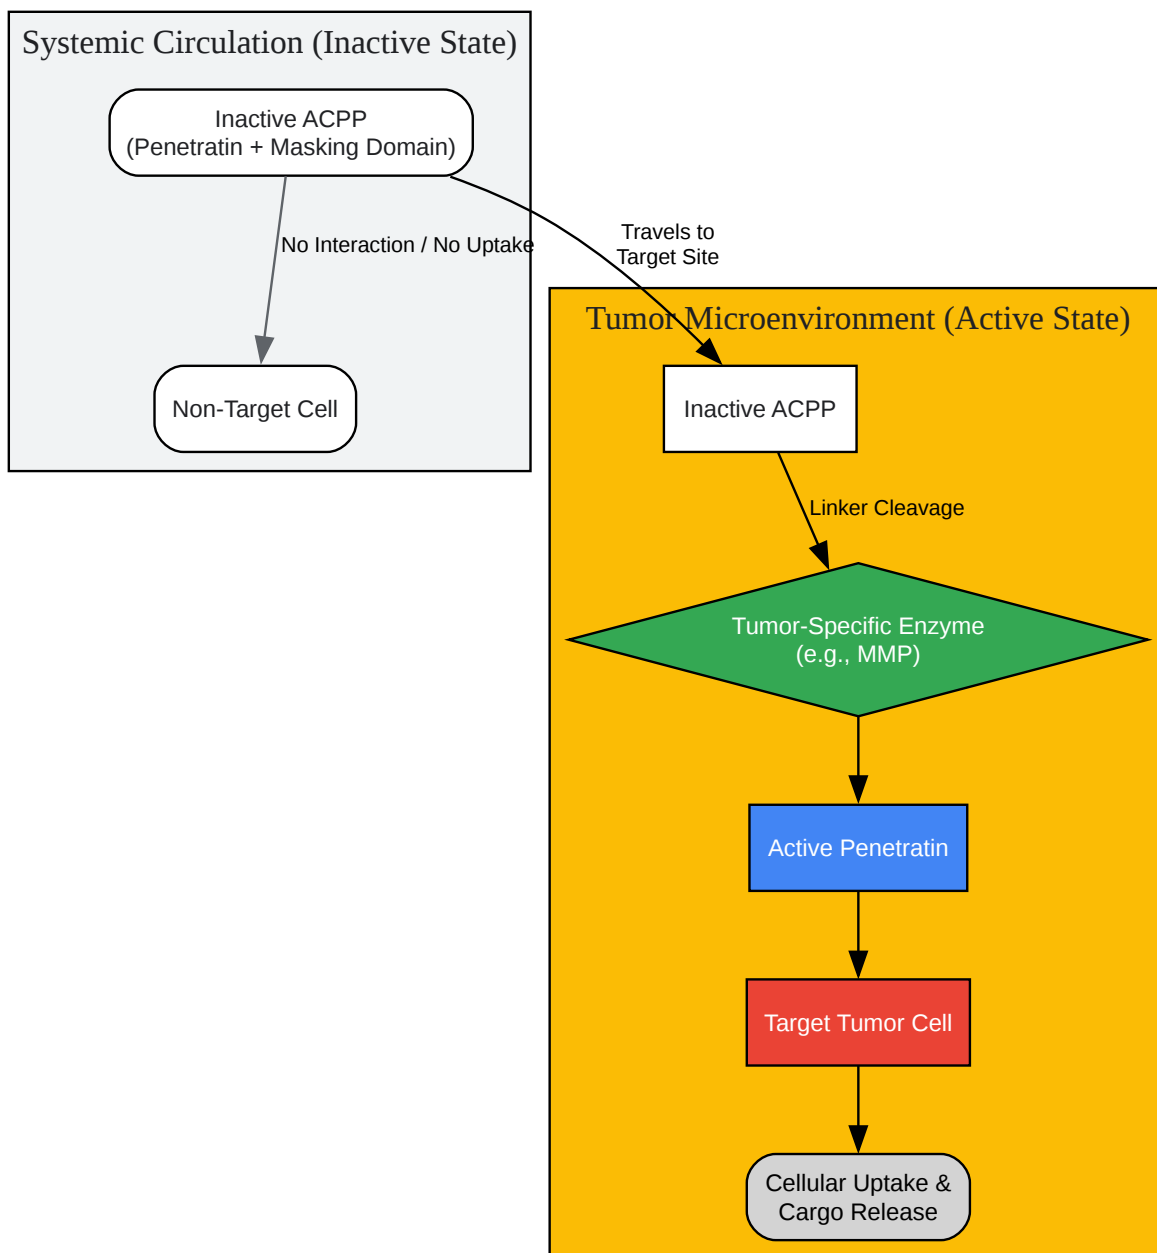 Systemic Circulation (Inactive State)
Inactive ACPP
(Penetratin + Masking Domain)
No Interaction / No Uptake
Non-Target Cell
Travels to
Target Site
Tumor Microenvironment (Active State)
Inactive ACPP
Linker Cleavage
Tumor-Specific Enzyme
(e.g., MMP)
Active Penetratin
Target Tumor Cell
Cellular Uptake &
Cargo Release